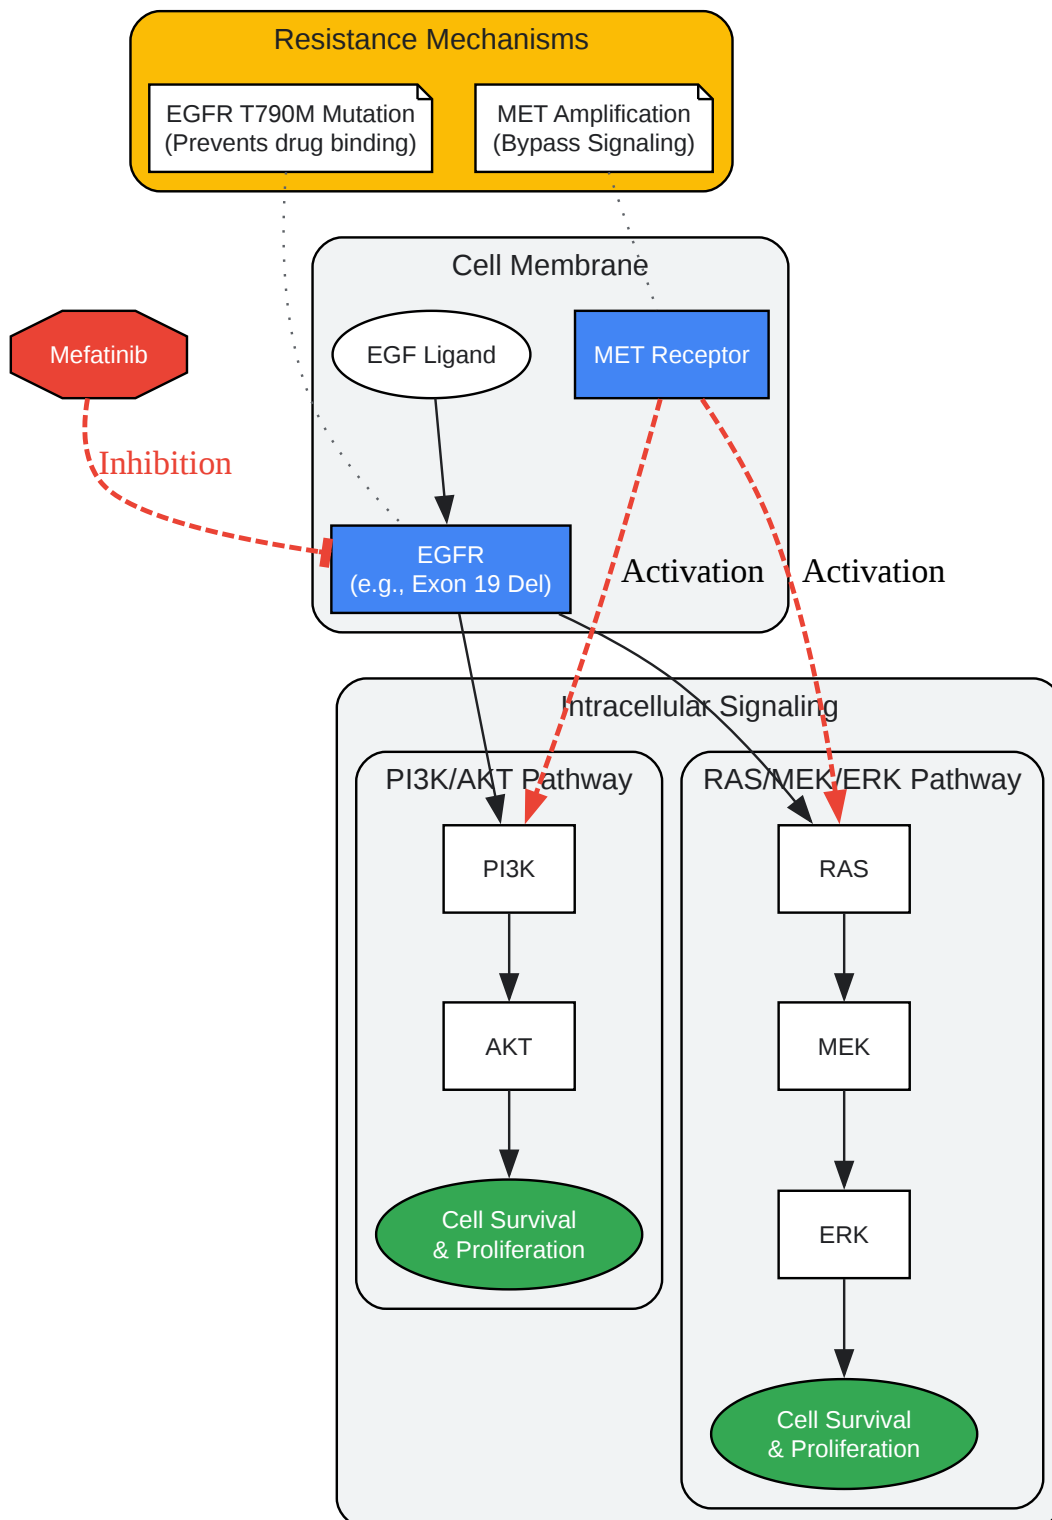 Resistance Mechanisms
EGFR T790M Mutation
(Prevents drug binding)
MET Amplification
(Bypass Signaling)
Cell Membrane
Mefatinib
EGF Ligand
MET Receptor
Inhibition
EGFR
(e.g., Exon 19 Del)
Activation
Activation
Intracellular Signaling
PI3K/AKT Pathway
RAS/MEK/ERK Pathway
PI3K
RAS
AKT
MEK
Cell Survival
& Proliferation
ERK
Cell Survival
& Proliferation